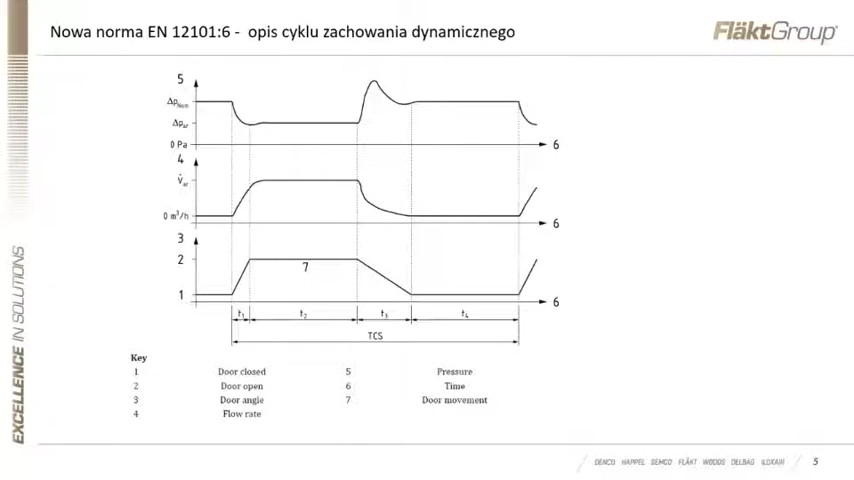 Nowa norma EN 12101:6 - opis cyklu zachowania dynamicznego
FläktGroup®
5
Δp_Nom
Δp_ar
0 Pa
6
4
V̇_ar
0 m³/h
6
3
2
7
1
6
t₁ t₂ t₃ t₄
TCS
Key
1 Door closed 5 Pressure
2 Door open 6 Time
3 Door angle 7 Door movement
4 Flow rate
EXCELLENCE IN SOLUTIONS
DENCO HAPPEL SEMCO FLÄKT WOODS DELBAG ILOXAIR
5